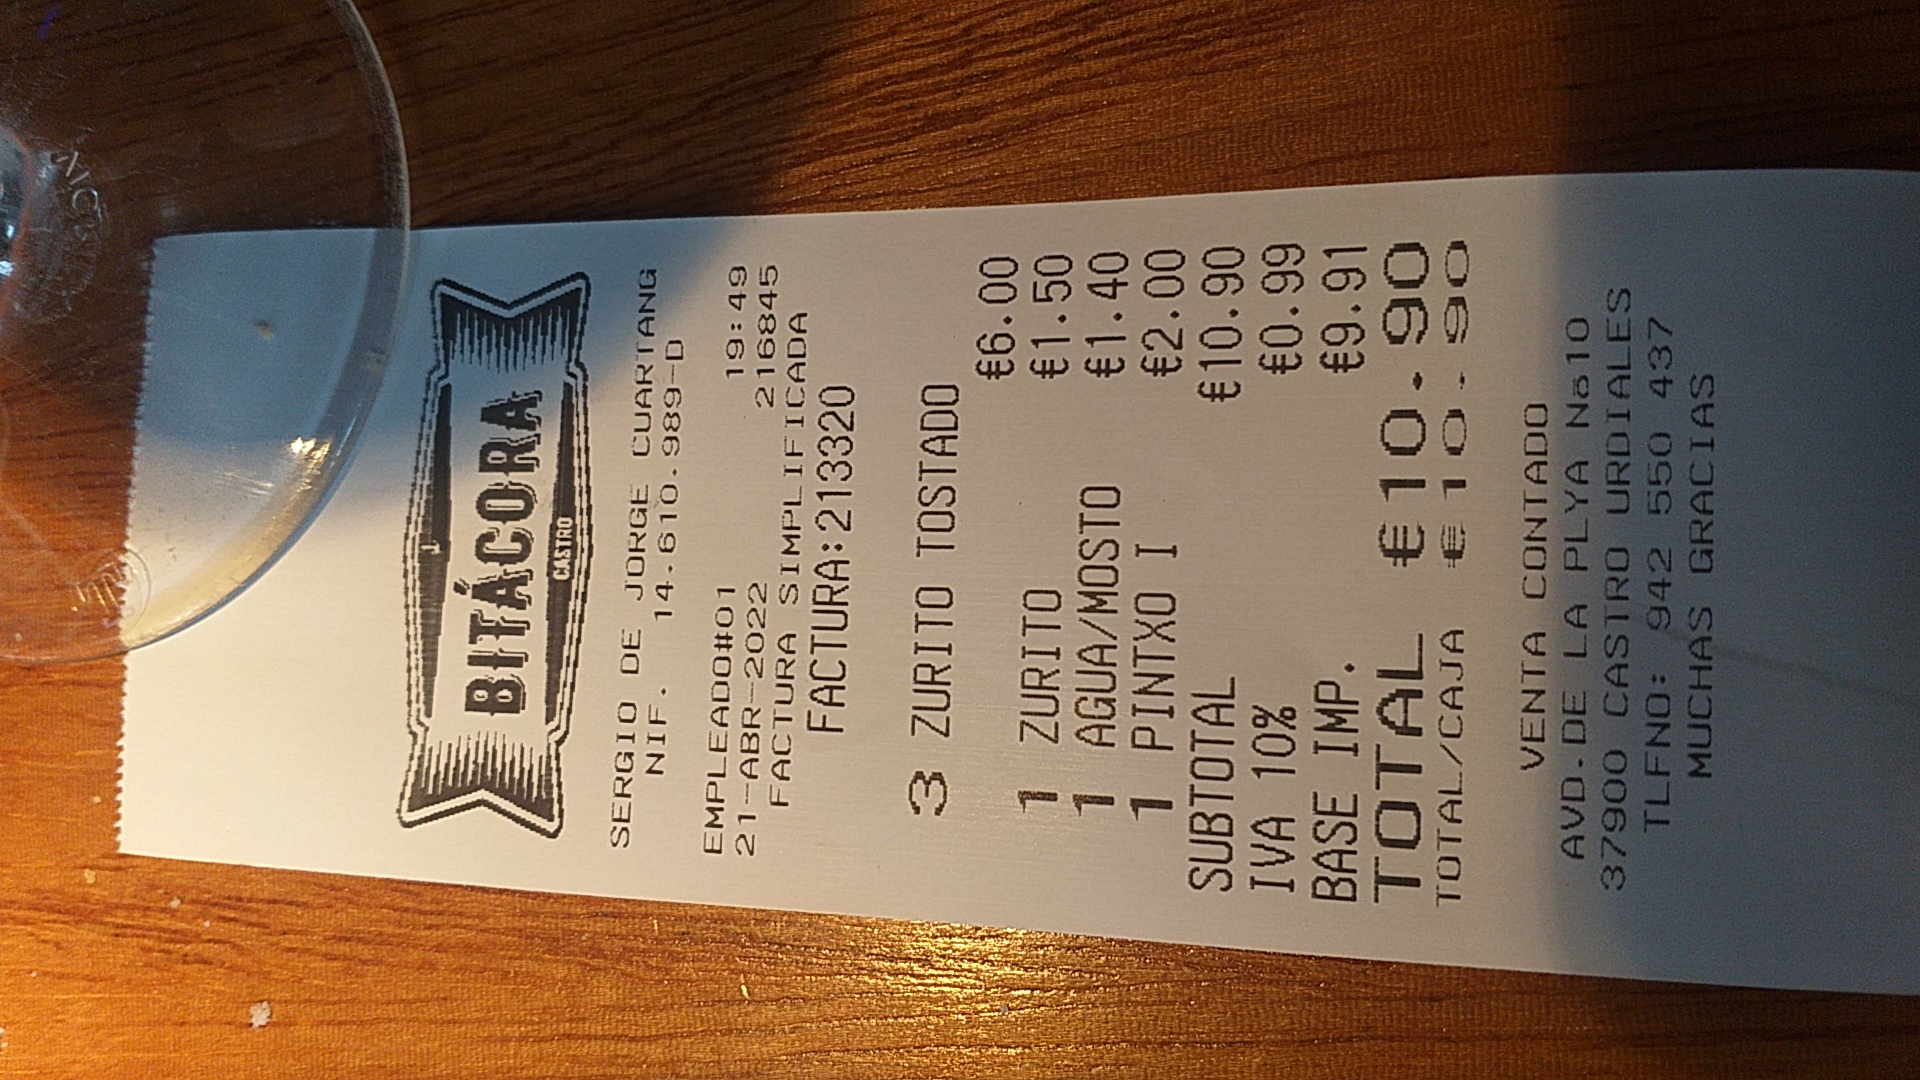 BITÁCORA
CASTRO
SERGIO DE JORGE CUARTANG
NIF. 14.610.989-D
EMPLEADO#01 19:49
21-ABR-2022 216845
FACTURA SIMPLIFICADA
FACTURA:213320
3 ZURITO TOSTADO
€6.00
1 ZURITO €1.50
1 AGUA/MOSTO €1.40
1 PINTXO I €2.00
SUBTOTAL €10.90
IVA 10% €0.99
BASE IMP. €9.91
TOTAL €10.90
TOTAL/CAJA €10.90
VENTA CONTADO
AVD.DE LA PLYA Nº10
37900 CASTRO URDIALES
TLFNO: 942 550 437
MUCHAS GRACIAS